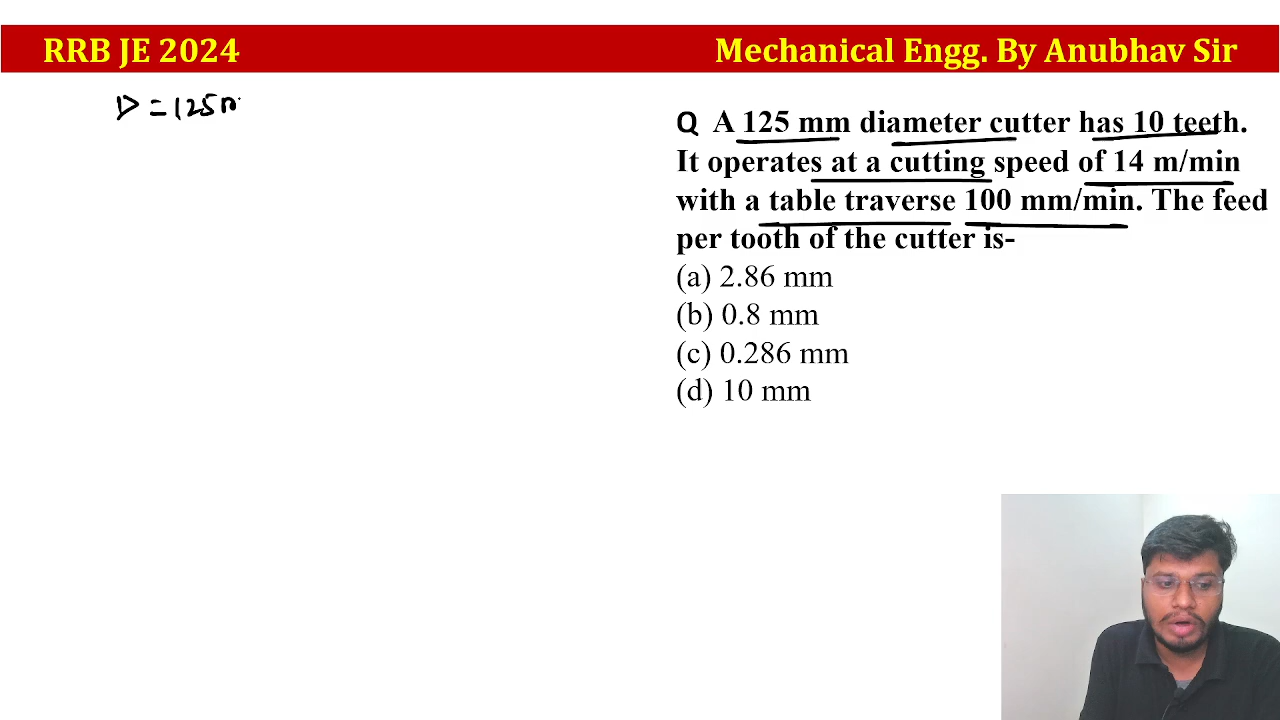 RRB JE 2024
Mechanical Engg. By Anubhav Sir
D = 125m
Q A 125 mm diameter cutter has 10 teeth.
It operates at a cutting speed of 14 m/min
with a table traverse 100 mm/min. The feed
per tooth of the cutter is-
(a) 2.86 mm
(b) 0.8 mm
(c) 0.286 mm
(d) 10 mm